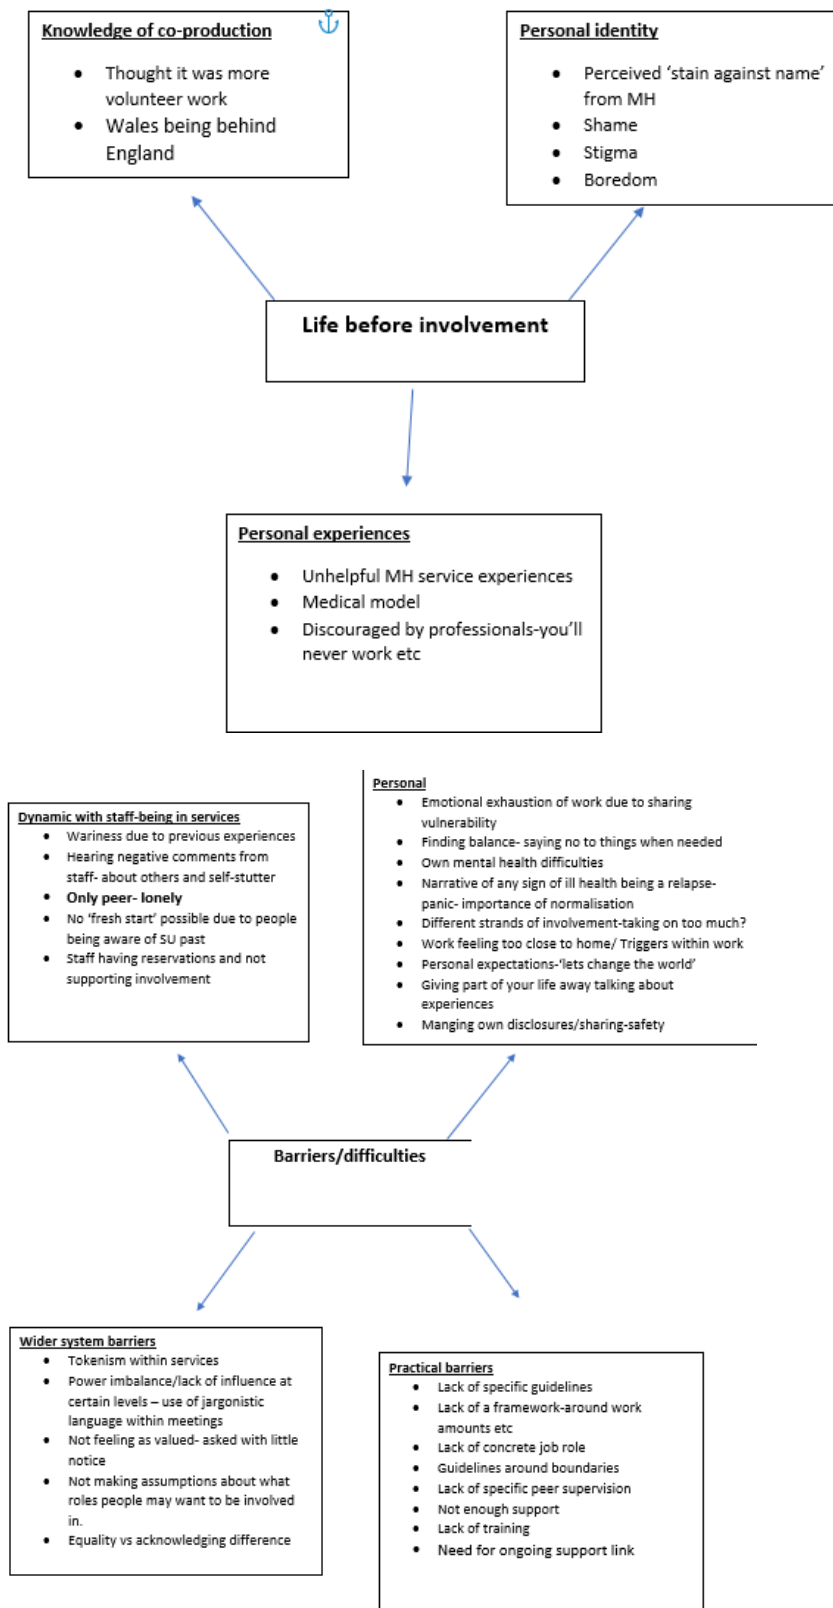 Knowledge of co-production
• Thought it was more
volunteer work
• Wales being behind
England
Personal identity
• Perceived ‘stain against name’
from MH
• Shame
• Stigma
• Boredom
Life before involvement
Personal experiences
• Unhelpful MH service experiences
• Medical model
• Discouraged by professionals-you’ll
never work etc
Dynamic with staff-being in services
• Wariness due to previous experiences
• Hearing negative comments from
staff- about others and self-stutter
• Only peer- lonely
• No ‘fresh start’ possible due to people
being aware of SU past
• Staff having reservations and not
supporting involvement
Personal
• Emotional exhaustion of work due to sharing
vulnerability
• Finding balance- saying no to things when needed
• Own mental health difficulties
• Narrative of any sign of ill health being a relapse-
panic- importance of normalisation
• Different strands of involvement-taking on too much?
• Work feeling too close to home/ Triggers within work
• Personal expectations-‘lets change the world’
• Giving part of your life away talking about
experiences
• Manging own disclosures/sharing-safety
Barriers/difficulties
Wider system barriers
• Tokenism within services
• Power imbalance/lack of influence at
certain levels – use of jargonistic
language within meetings
• Not feeling as valued- asked with little
notice
• Not making assumptions about what
roles people may want to be involved
in.
• Equality vs acknowledging difference
Practical barriers
• Lack of specific guidelines
• Lack of a framework-around work
amounts etc
• Lack of concrete job role
• Guidelines around boundaries
• Lack of specific peer supervision
• Not enough support
• Lack of training
• Need for ongoing support link